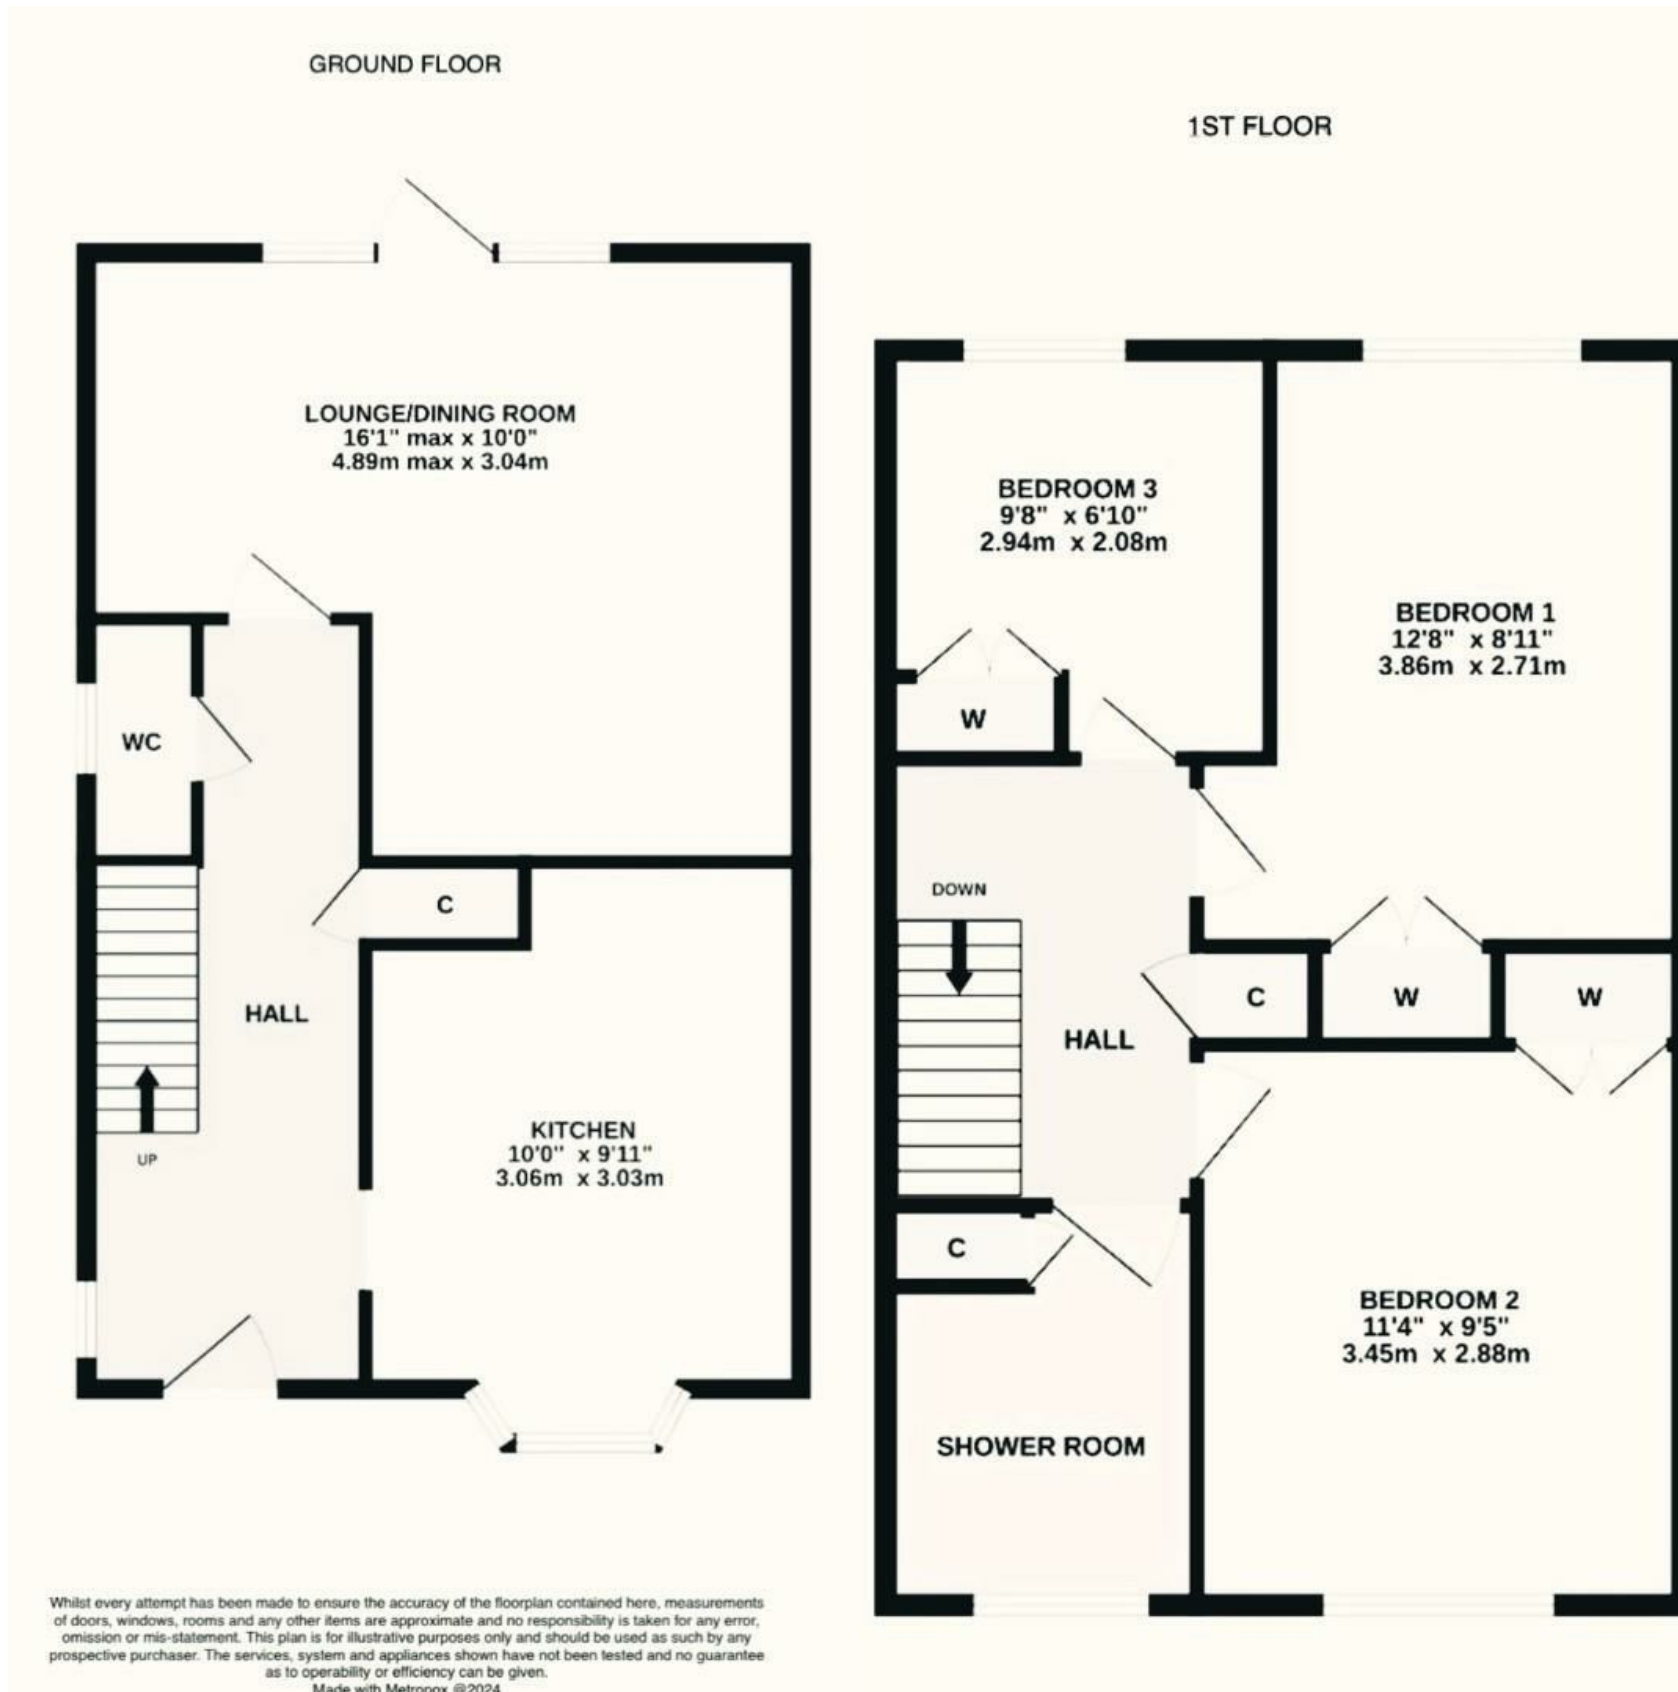 GROUND FLOOR
LOUNGE/DINING ROOM
16'1" max x 10'0"
4.89m max x 3.04m
WC
C
HALL
UP
KITCHEN
10'0" x 9'11"
3.06m x 3.03m
1ST FLOOR
BEDROOM 3
9'8" x 6'10"
2.94m x 2.08m
W
BEDROOM 1
12'8" x 8'11"
3.86m x 2.71m
DOWN
HALL
C
W
W
C
BEDROOM 2
11'4" x 9'5"
3.45m x 2.88m
SHOWER ROOM
Whilst every attempt has been made to ensure the accuracy of the floorplan contained here, measurements
of doors, windows, rooms and any other items are approximate and no responsibility is taken for any error,
omission or mis-statement. This plan is for illustrative purposes only and should be used as such by any
prospective purchaser. The services, system and appliances shown have not been tested and no guarantee
as to operability or efficiency can be given.
Made with Metropox @2024